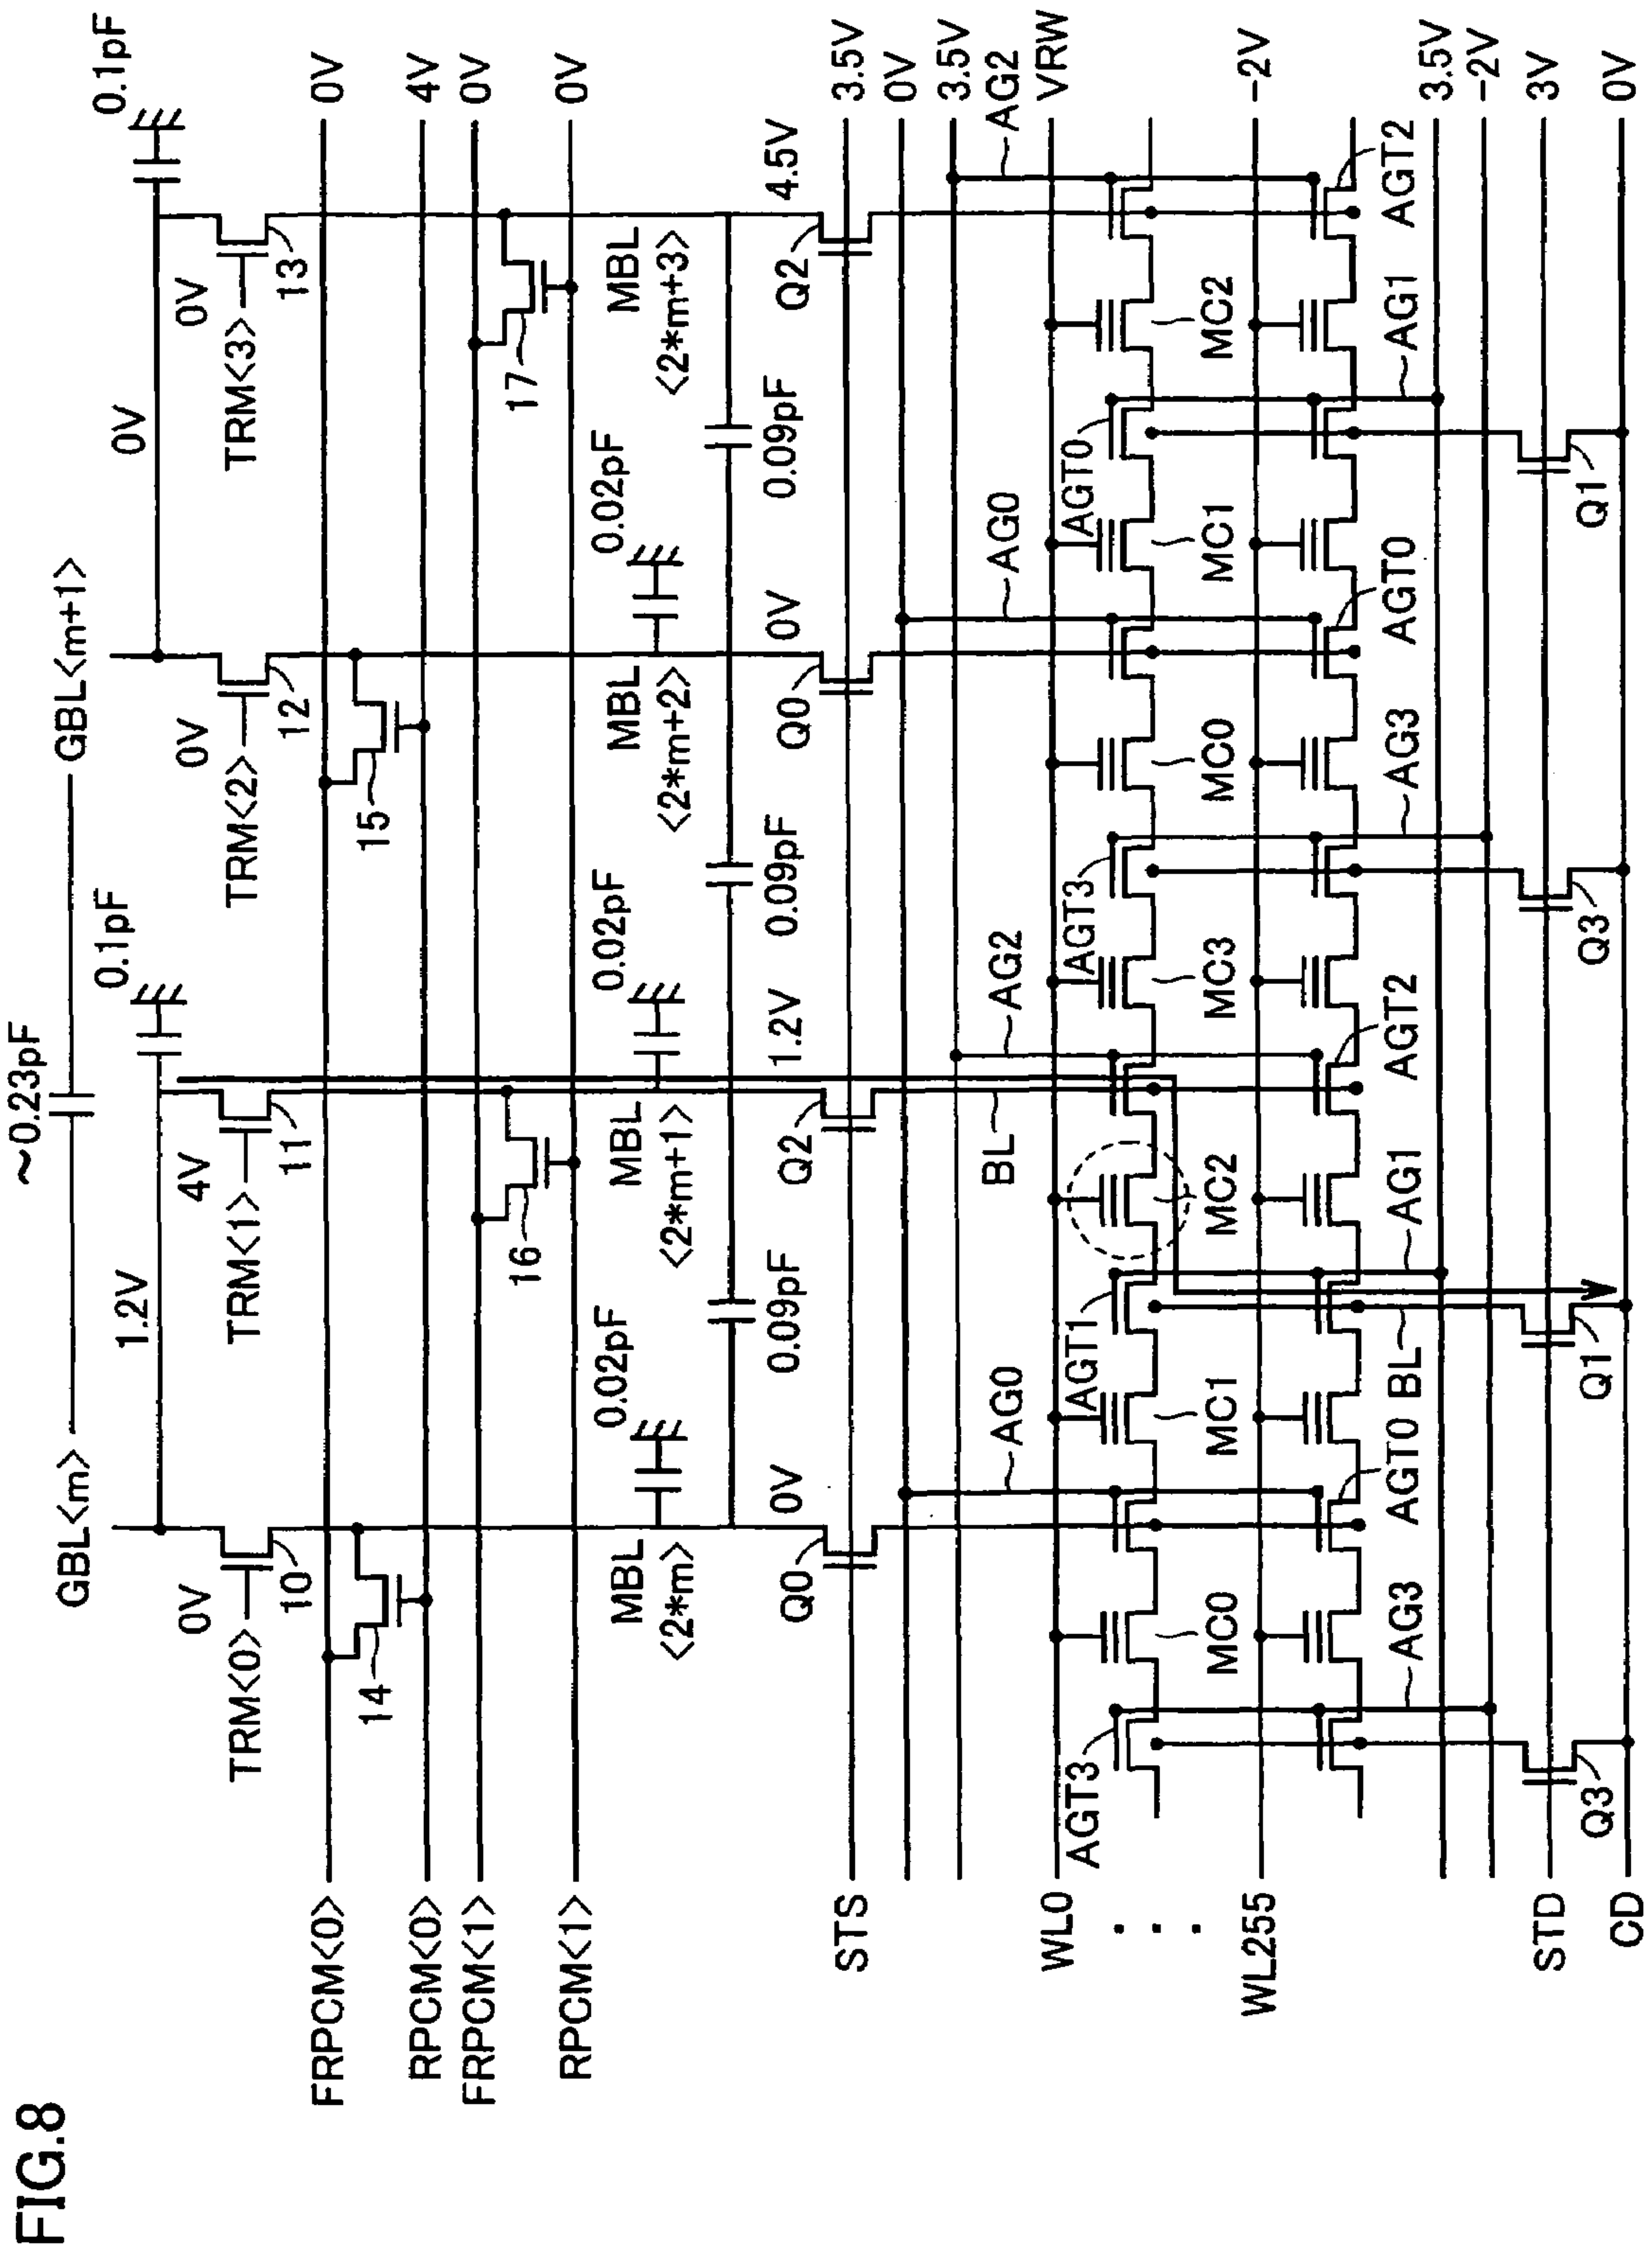 FIG.8
~0.23pF
GBL<m>
GBL<m+1>
1.2V
0.1pF
0V
0.1pF
0V
TRM<0>
10
4V
TRM<1>
11
0V
TRM<2>
12
0V
TRM<3>
13
FRPCM<0>
0V
14
15
RPCM<0>
4V
FRPCM<1>
0V
16
17
RPCM<1>
0V
0.02pF
0.02pF
0.02pF
MBL
<2*m>
MBL
<2*m+1>
MBL
<2*m+2>
MBL
<2*m+3>
0.09pF
0.09pF
0.09pF
0V
1.2V
0V
4.5V
Q0
Q2
Q0
Q2
STS
3.5V
0V
3.5V
AG0
BL
AG2
AG0
AG2
WL0
VRW
AGT3
AGT1
AGT3
AGT0
MC0
MC1
MC2
MC3
MC0
MC1
MC2
WL255
-2V
AG3
AGT0
BL
AG1
AGT2
AG3
AGT0
AG1
AGT2
3.5V
-2V
STD
3V
Q3
Q1
Q3
Q1
CD
0V